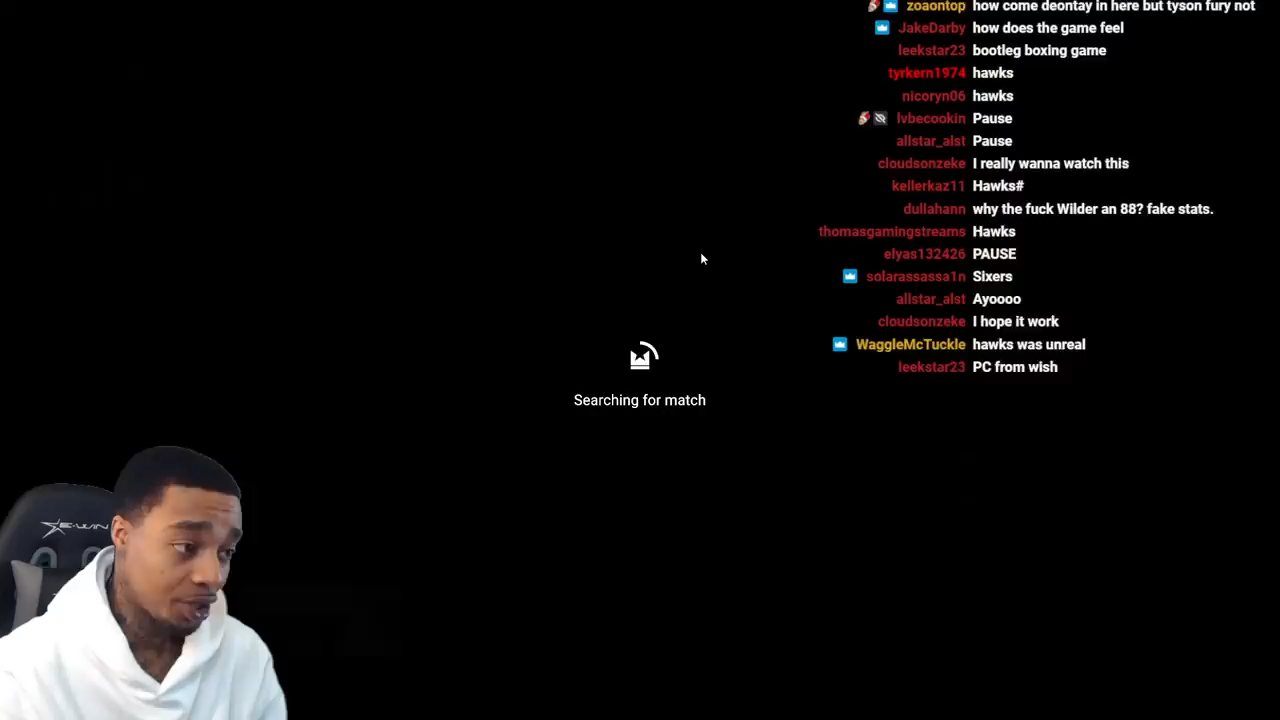 zoaontop how come deontay in here but tyson fury not
JakeDarby how does the game feel
leekstar23 bootleg boxing game
tyrkern1974 hawks
nicoryn06 hawks
lvbecookin Pause
allstar_alst Pause
cloudsonzeke I really wanna watch this
kellerkaz11 Hawks#
dullahann why the fuck Wilder an 88? fake stats.
thomasgamingstreams Hawks
elyas132426 PAUSE
solarassassa1n Sixers
allstar_alst Ayoooo
cloudsonzeke I hope it work
WaggleMcTuckle hawks was unreal
leekstar23 PC from wish
Searching for match
E-WIN